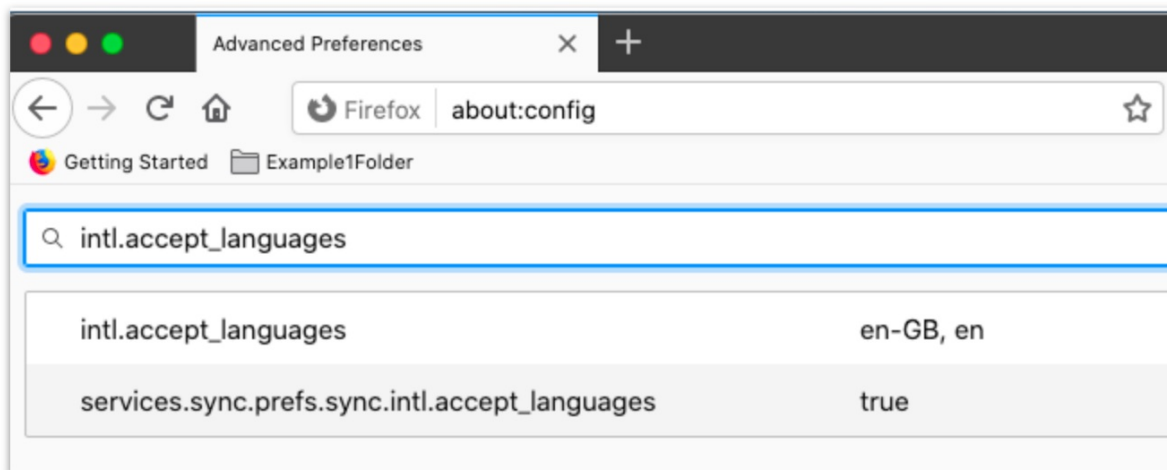 Advanced Preferences
Firefox about:config
Getting Started Example1Folder
intl.accept_languages
intl.accept_languages en-GB, en
services.sync.prefs.sync.intl.accept_languages true